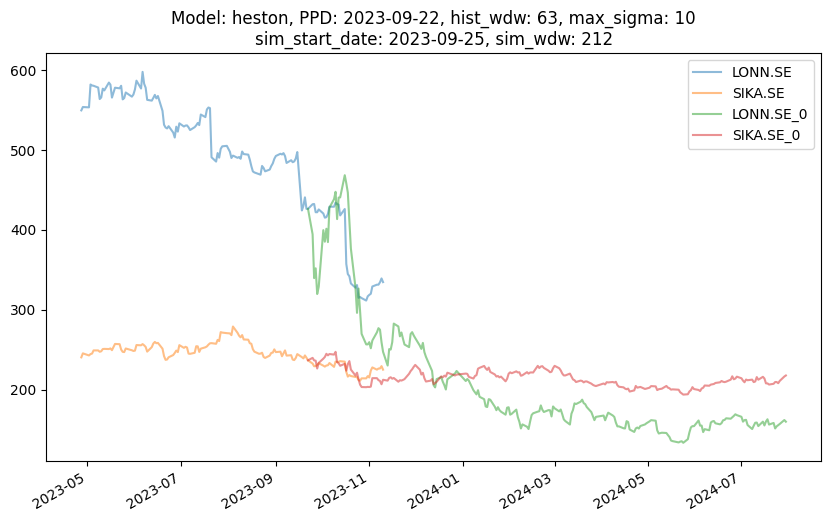 Model: heston, PPD: 2023-09-22, hist_wdw: 63, max_sigma: 10
sim_start_date: 2023-09-25, sim_wdw: 212
600
500
400
300
200
LONN.SE
SIKA.SE
LONN.SE_0
SIKA.SE_0
2023-05
2023-07
2023-09
2023-11
2024-01
2024-03
2024-05
2024-07